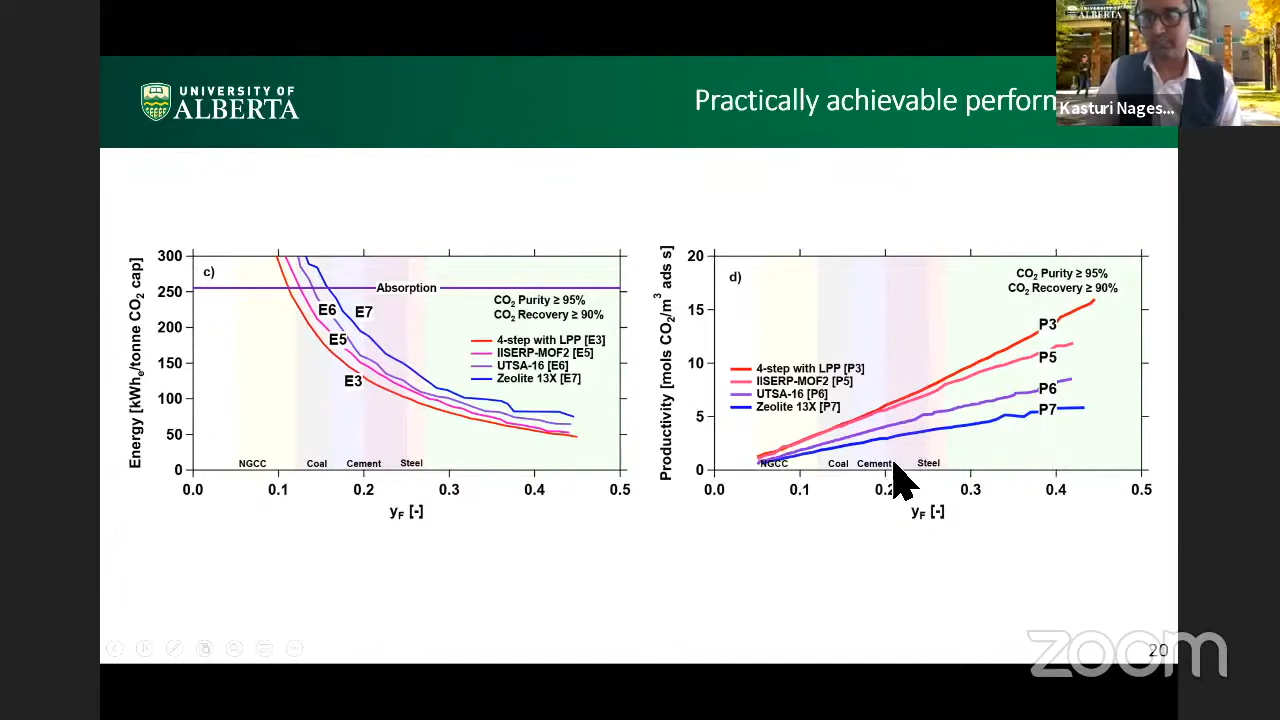 UNIVERSITY OF
ALBERTA
Practically achievable perform
UNIVERSITY OF
ALBERTA
Kasturi Nages...
c)
Energy [kWhe/tonne CO2 cap]
300
250
200
150
100
50
0
Absorption
CO2 Purity ≥ 95%
CO2 Recovery ≥ 90%
E6
E7
E5
E3
4-step with LPP [E3]
IISERP-MOF2 [E5]
UTSA-16 [E6]
Zeolite 13X [E7]
NGCC
Coal
Cement
Steel
0.0
0.1
0.2
0.3
0.4
0.5
yF [-]
d)
Productivity [mols CO2/m3 ads s]
20
15
10
5
0
CO2 Purity ≥ 95%
CO2 Recovery ≥ 90%
P3
P5
P6
P7
4-step with LPP [P3]
IISERP-MOF2 [P5]
UTSA-16 [P6]
Zeolite 13X [P7]
NGCC
Coal
Cement
Steel
0.0
0.1
0.2
0.3
0.4
0.5
yF [-]
20
zoom